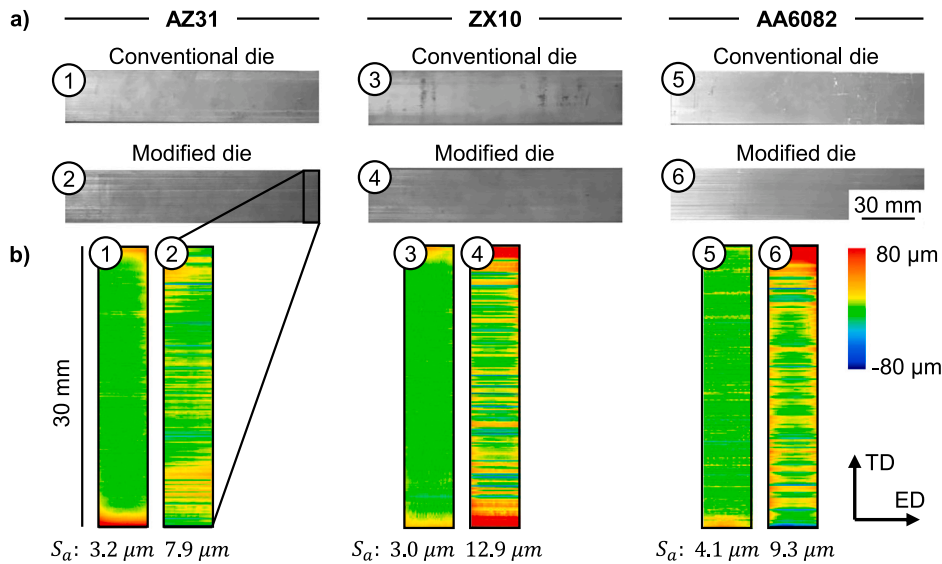 a) AZ31 ZX10 AA6082
Conventional die Conventional die Conventional die
1 3 5
Modified die Modified die Modified die
2 4 6
30 mm
b) 1 2 3 4 5 6 80 µm
-80 µm
30 mm
TD
ED
Sₐ: 3.2 µm 7.9 µm Sₐ: 3.0 µm 12.9 µm Sₐ: 4.1 µm 9.3 µm